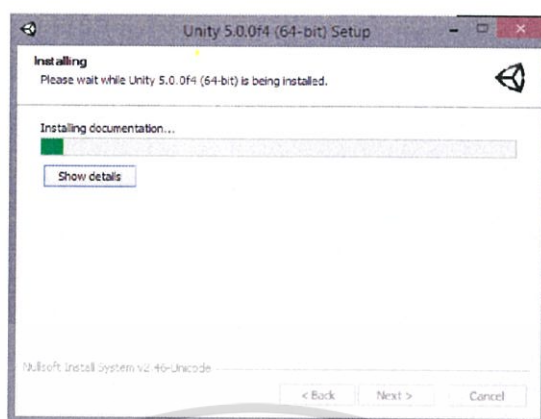 Unity 5.0.0f4 (64-bit) Setup
Installing
Please wait while Unity 5.0.0f4 (64-bit) is being installed.
Installing documentation...
Show details
Nullsoft Install System v2.46-Unicode
< Back
Next >
Cancel